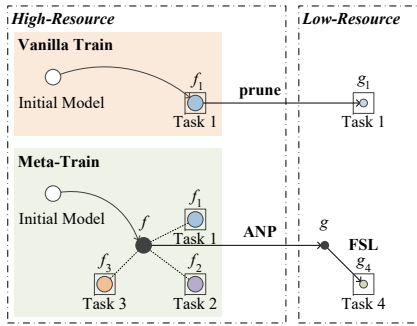 High-Resource
Low-Resource
Vanilla Train
Initial Model
f1
Task 1
prune
g1
Task 1
Meta-Train
Initial Model
f
f1
Task 1
ANP
g
FSL
f3
Task 3
f2
Task 2
g4
Task 4